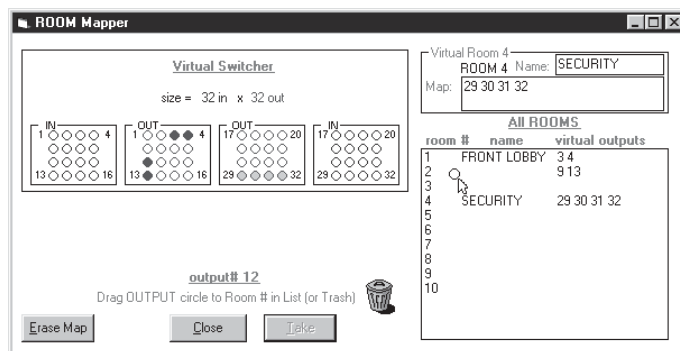 ROOM Mapper
Virtual Switcher
size = 32 in x 32 out
IN OUT OUT IN
1 4 1 4 17 20 17 20
13 16 13 16 29 32 29 32
output# 12
Drag OUTPUT circle to Room # in List (or Trash)
Erase Map Close Take
Virtual Room 4
ROOM 4 Name: SECURITY
Map: 29 30 31 32
All ROOMS
room # name virtual outputs
1 FRONT LOBBY 3 4
2 9 13
3
4 SECURITY 29 30 31 32
5
6
7
8
9
10